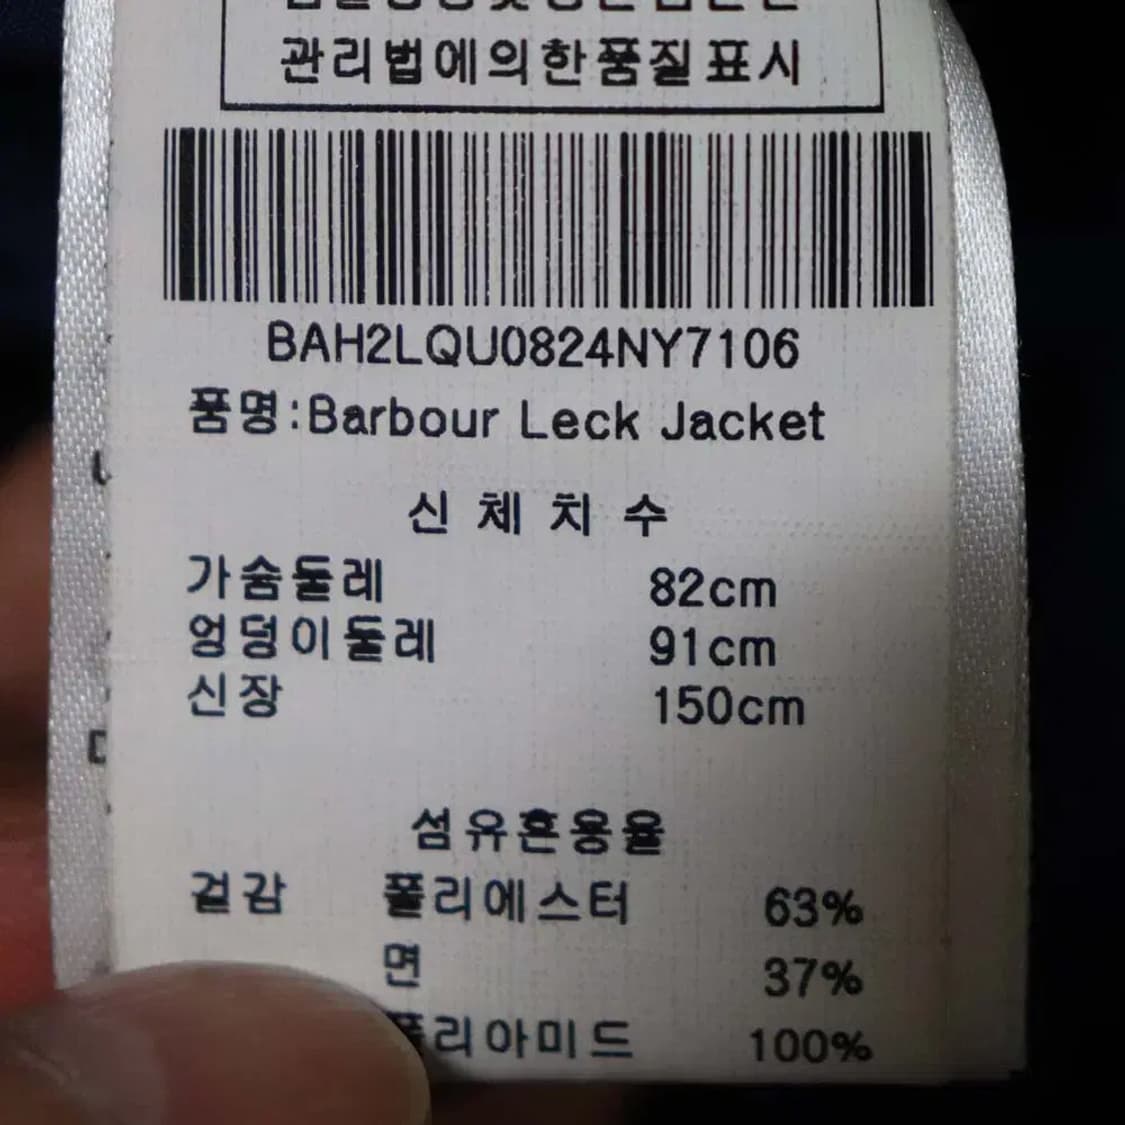 관리법에의한품질표시
BAH2LQU0824NY7106
품명:Barbour Leck Jacket
신체치수
가슴둘레 82cm
엉덩이둘레 91cm
신장 150cm
섬유혼용율
겉감 폴리에스터 63%
면 37%
폴리아미드 100%